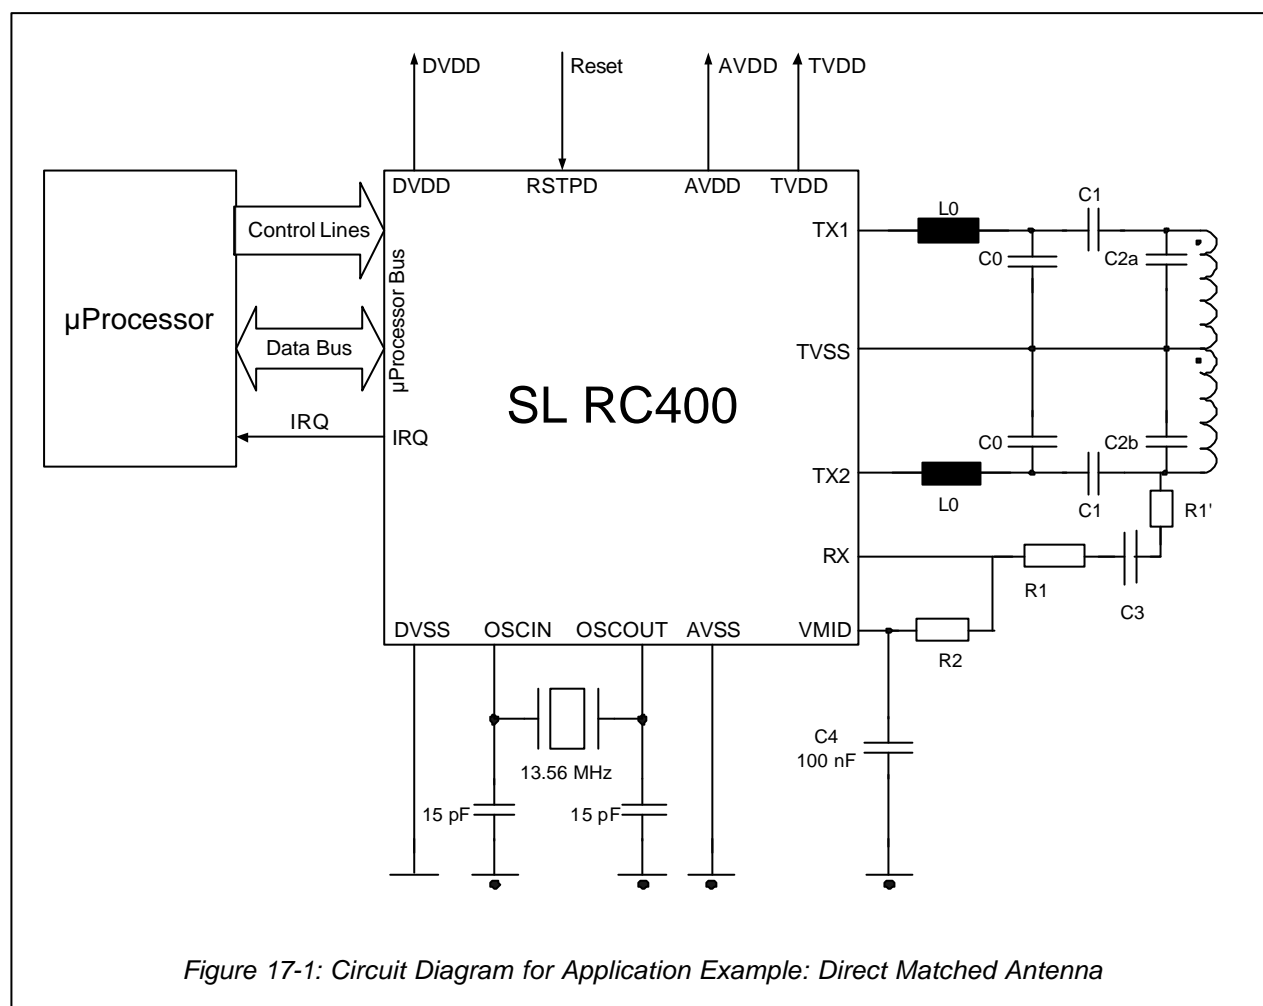 DVDD
Reset
AVDD
TVDD
DVDD
RSTPD
AVDD
TVDD
µProcessor
Control Lines
Data Bus
IRQ
µProcessor Bus
IRQ
SL RC400
TX1
TVSS
TX2
RX
VMID
L0
C1
C0
C2a
C0
C2b
L0
C1
R1'
R1
C3
R2
DVSS
OSCIN
OSCOUT
AVSS
13.56 MHz
15 pF
15 pF
C4
100 nF
Figure 17-1: Circuit Diagram for Application Example: Direct Matched Antenna